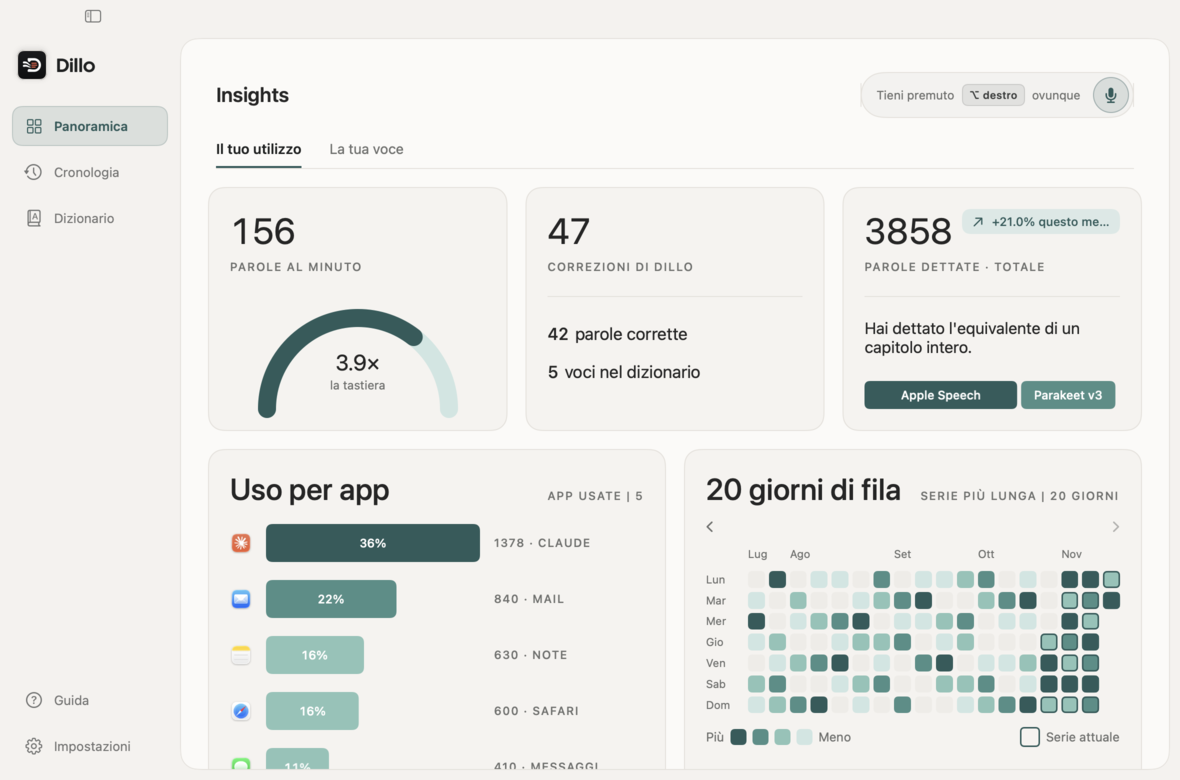 Dillo
Panoramica
Cronologia
Dizionario
Guida
Impostazioni
Insights
Tieni premuto ⌥ destro ovunque
Il tuo utilizzo La tua voce
156
PAROLE AL MINUTO
3.9×
la tastiera
47
CORREZIONI DI DILLO
42 parole corrette
5 voci nel dizionario
3858 +21.0% questo me...
PAROLE DETTATE · TOTALE
Hai dettato l'equivalente di un
capitolo intero.
Apple Speech Parakeet v3
Uso per app APP USATE | 5
36% 1378 · CLAUDE
22% 840 · MAIL
16% 630 · NOTE
16% 600 · SAFARI
11% 410 · MESSAGGI
20 giorni di fila SERIE PIÙ LUNGA | 20 GIORNI
Lug Ago Set Ott Nov
Lun
Mar
Mer
Gio
Ven
Sab
Dom
Più Meno Serie attuale